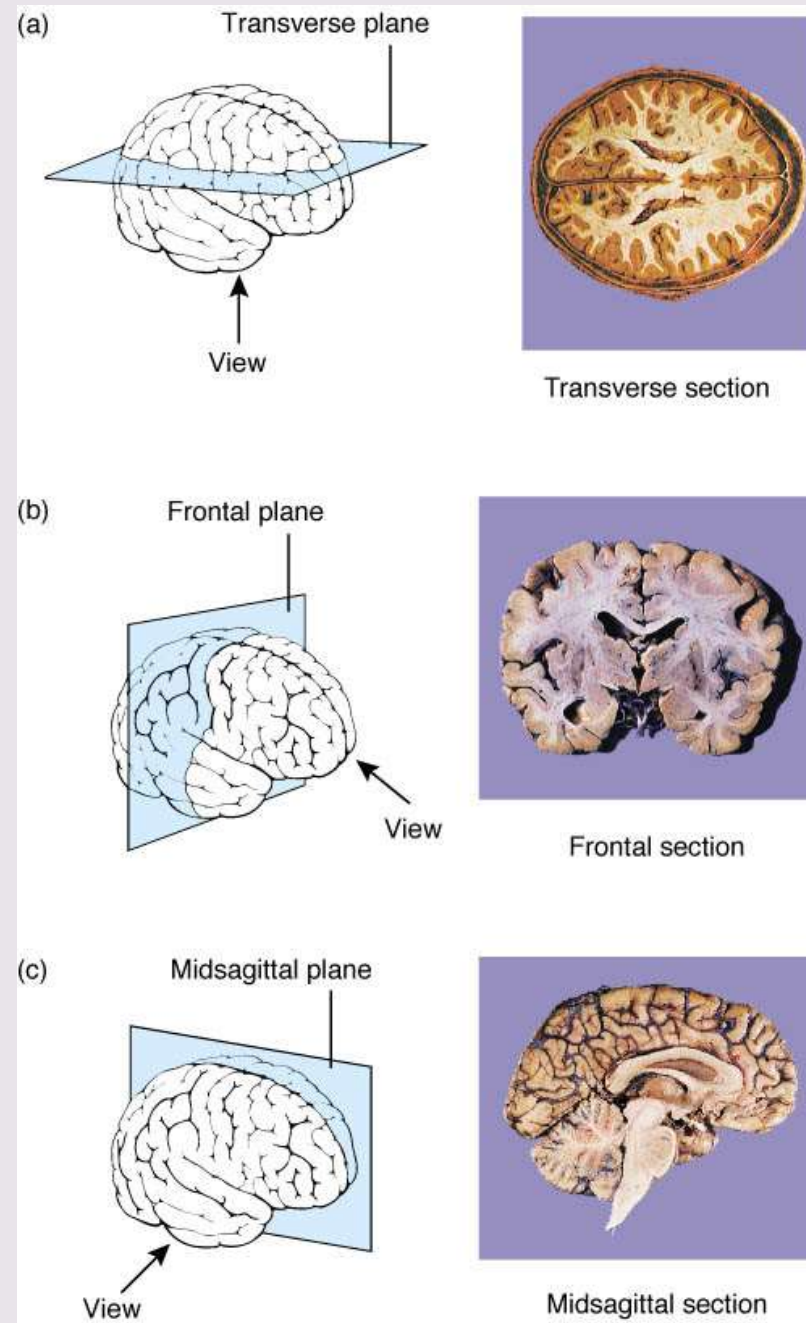 (a)
Transverse plane
View
Transverse section
(b)
Frontal plane
View
Frontal section
(c)
Midsagittal plane
View
Midsagittal section